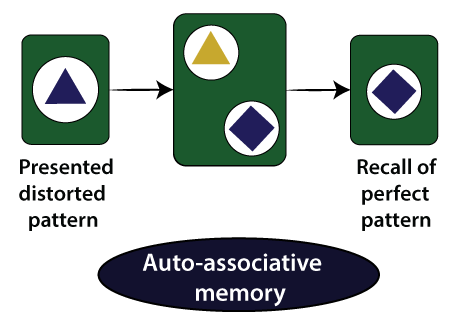 Presented
distorted
pattern
Recall of
perfect
pattern
Auto-associative
memory